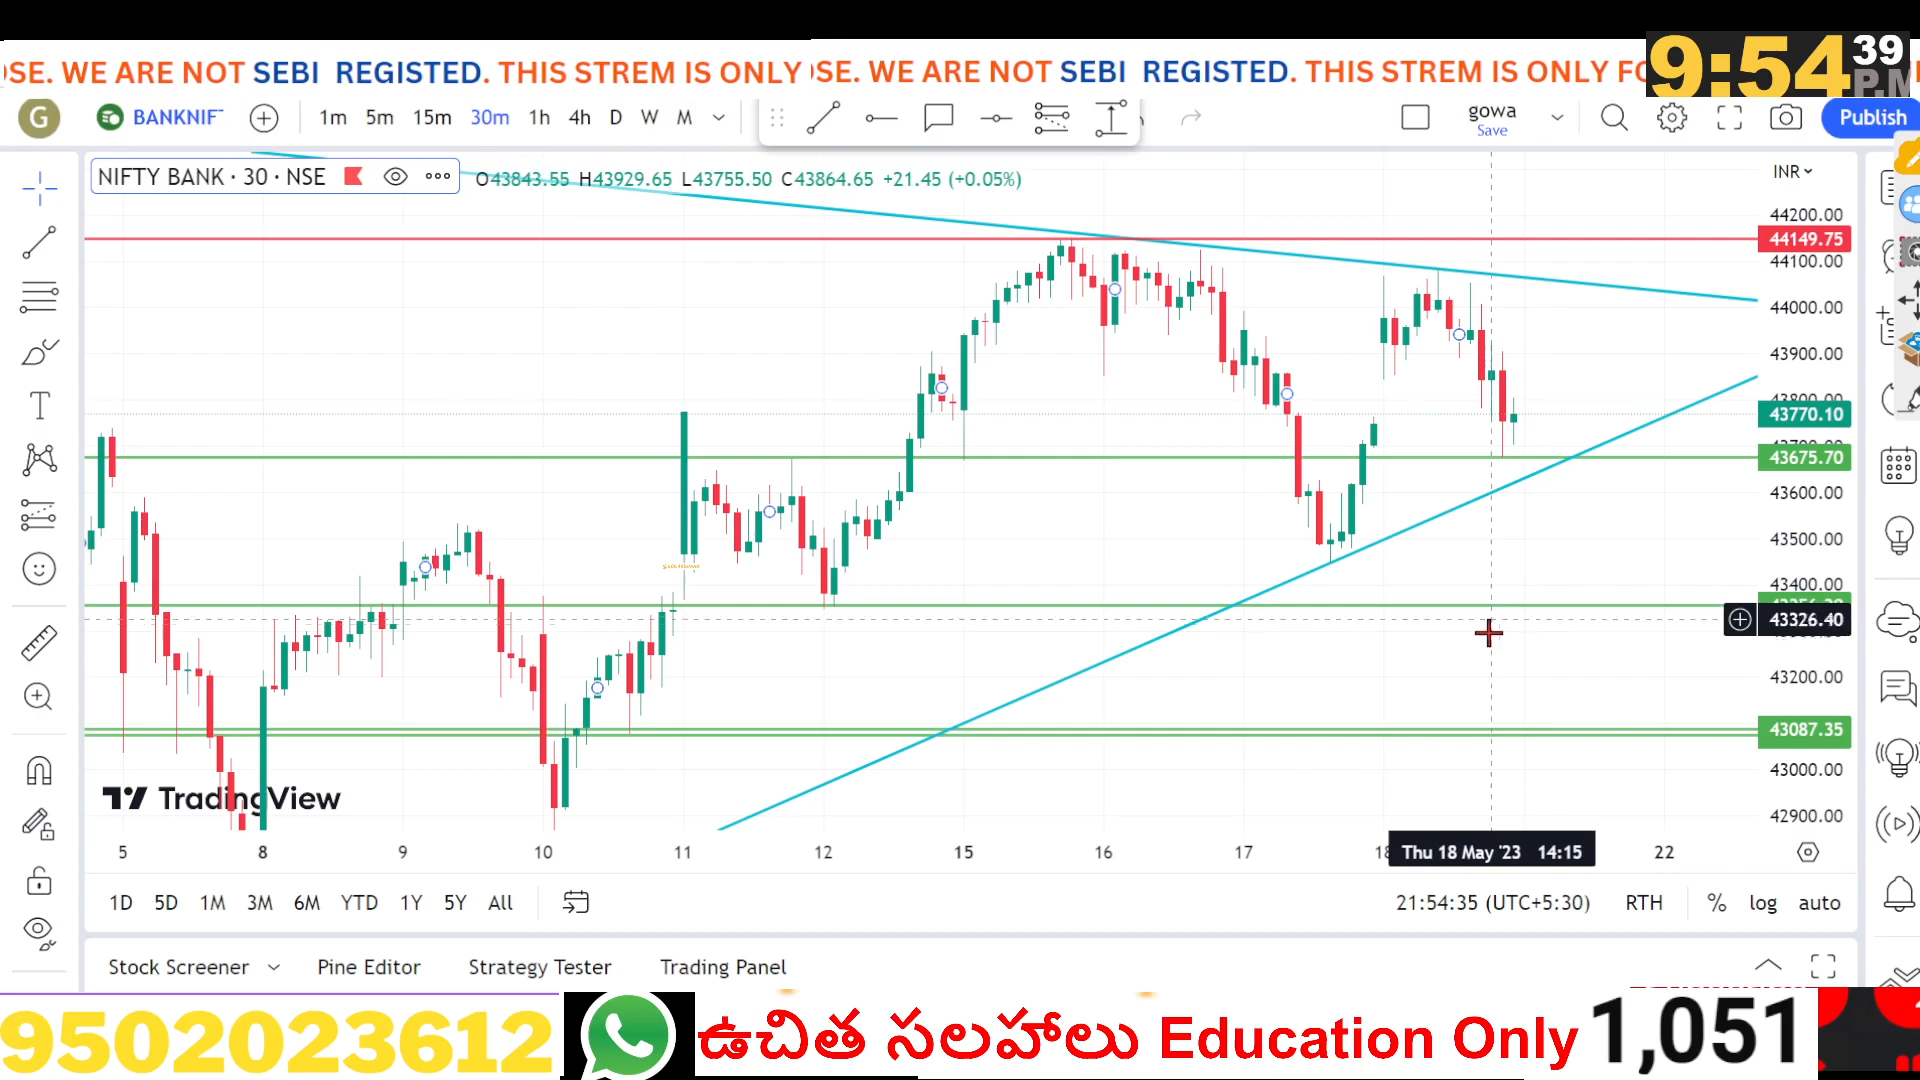 OSE. WE ARE NOT SEBI REGISTED. THIS STREM IS ONLY OSE. WE ARE NOT SEBI REGISTED. THIS STREM IS ONLY FO
9:54 39 P.M
G BANKNIF 1m 5m 15m 30m 1h 4h D W M gowa Save Publish
NIFTY BANK · 30 · NSE O43843.55 H43929.65 L43755.50 C43864.65 +21.45 (+0.05%) INR
44200.00
44149.75
44100.00
44000.00
43900.00
43800.00
43770.10
43675.70
43600.00
43500.00
43400.00
43326.40
43200.00
43087.35
43000.00
42900.00
TradingView
5 8 9 10 11 12 15 16 17 18 Thu 18 May '23 14:15 22
1D 5D 1M 3M 6M YTD 1Y 5Y All 21:54:35 (UTC+5:30) RTH % log auto
Stock Screener Pine Editor Strategy Tester Trading Panel
9502023612 ఉచిత సలహాలు Education Only 1,051